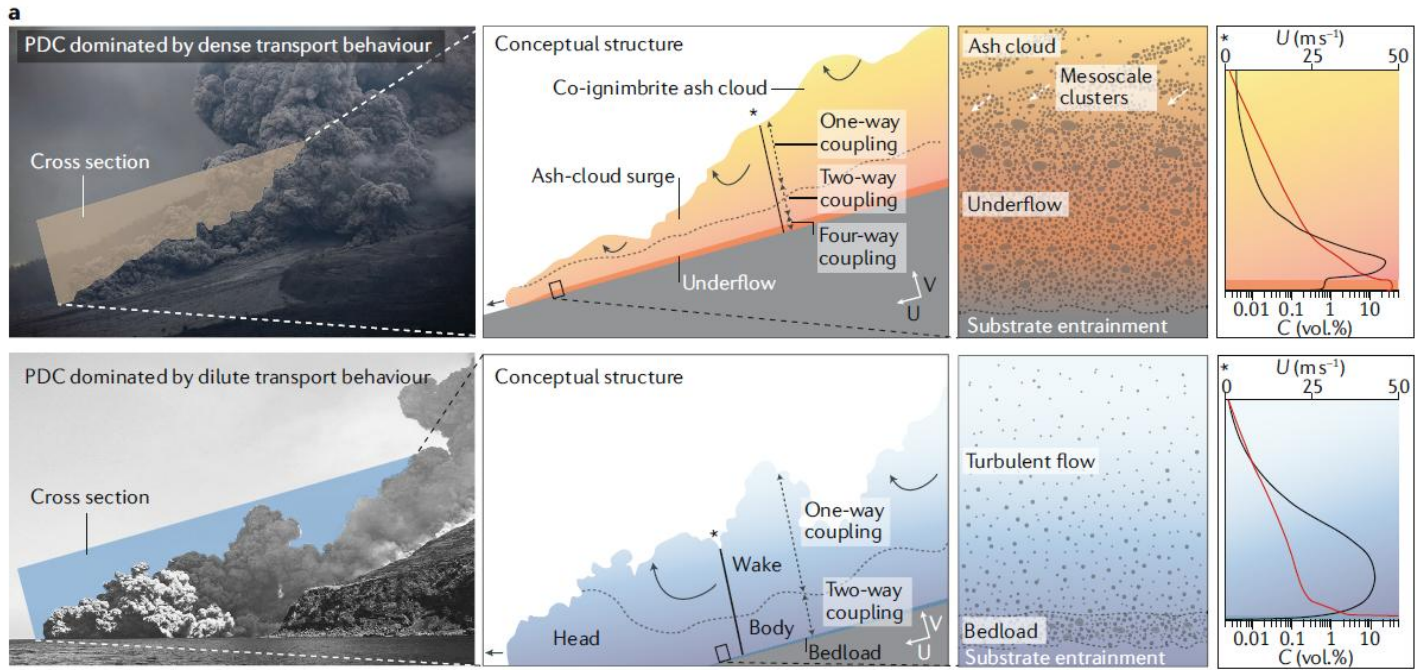 a
PDC dominated by dense transport behaviour
Cross section
Conceptual structure
Co-ignimbrite ash cloud
*
One-way
coupling
Ash-cloud surge
Two-way
coupling
Four-way
coupling
Underflow
V
U
Ash cloud
Mesoscale
clusters
Underflow
Substrate entrainment
* U (m s⁻¹)
0 25 50
0.01 0.1 1 10
C (vol.%)
PDC dominated by dilute transport behaviour
Cross section
Conceptual structure
One-way
coupling
*
Wake
Two-way
coupling
Head
Body
V
U
Bedload
Turbulent flow
Bedload
Substrate entrainment
* U (m s⁻¹)
0 25 50
0.01 0.1 1 10
C (vol.%)